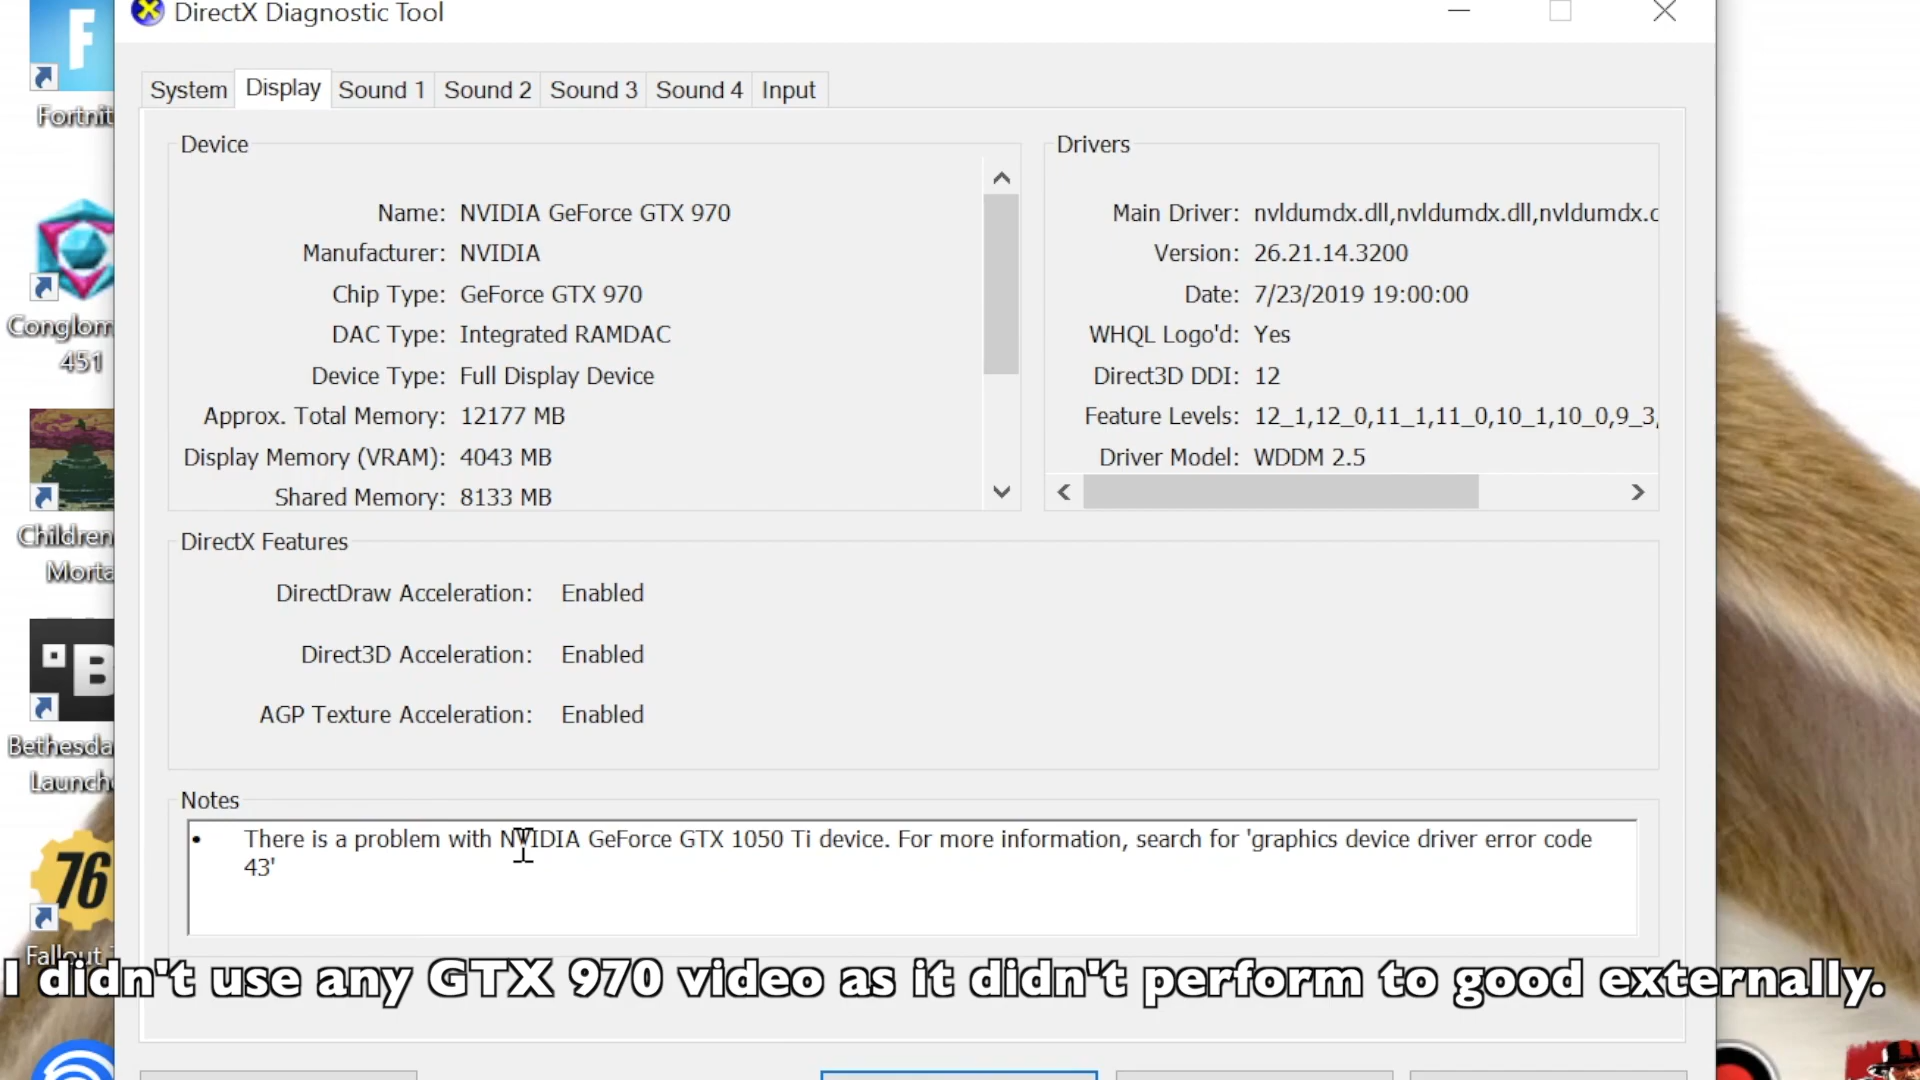 DirectX Diagnostic Tool
System Display Sound 1 Sound 2 Sound 3 Sound 4 Input
Device
Name: NVIDIA GeForce GTX 970
Manufacturer: NVIDIA
Chip Type: GeForce GTX 970
DAC Type: Integrated RAMDAC
Device Type: Full Display Device
Approx. Total Memory: 12177 MB
Display Memory (VRAM): 4043 MB
Shared Memory: 8133 MB
Drivers
Main Driver: nvldumdx.dll,nvldumdx.dll,nvldumdx.c
Version: 26.21.14.3200
Date: 7/23/2019 19:00:00
WHQL Logo'd: Yes
Direct3D DDI: 12
Feature Levels: 12_1,12_0,11_1,11_0,10_1,10_0,9_3,
Driver Model: WDDM 2.5
DirectX Features
DirectDraw Acceleration: Enabled
Direct3D Acceleration: Enabled
AGP Texture Acceleration: Enabled
Notes
• There is a problem with NVIDIA GeForce GTX 1050 Ti device. For more information, search for 'graphics device driver error code
43'
Fortnit
Conglom
451
Children
Morta
B
Bethesda
Launch
76
Fallout
I didn't use any GTX 970 video as it didn't perform to good externally.